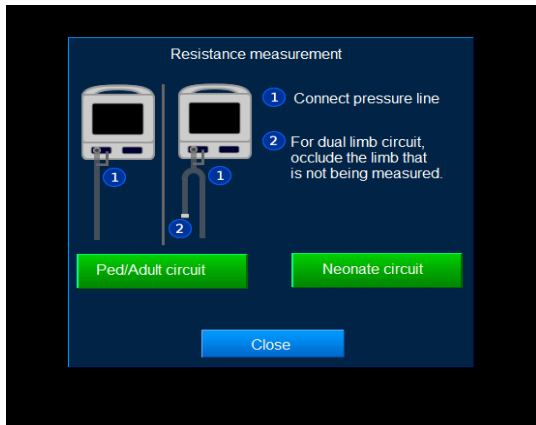 Resistance measurement
1 Connect pressure line
2 For dual limb circuit,
occlude the limb that
is not being measured.
1
1
2
Ped/Adult circuit
Neonate circuit
Close